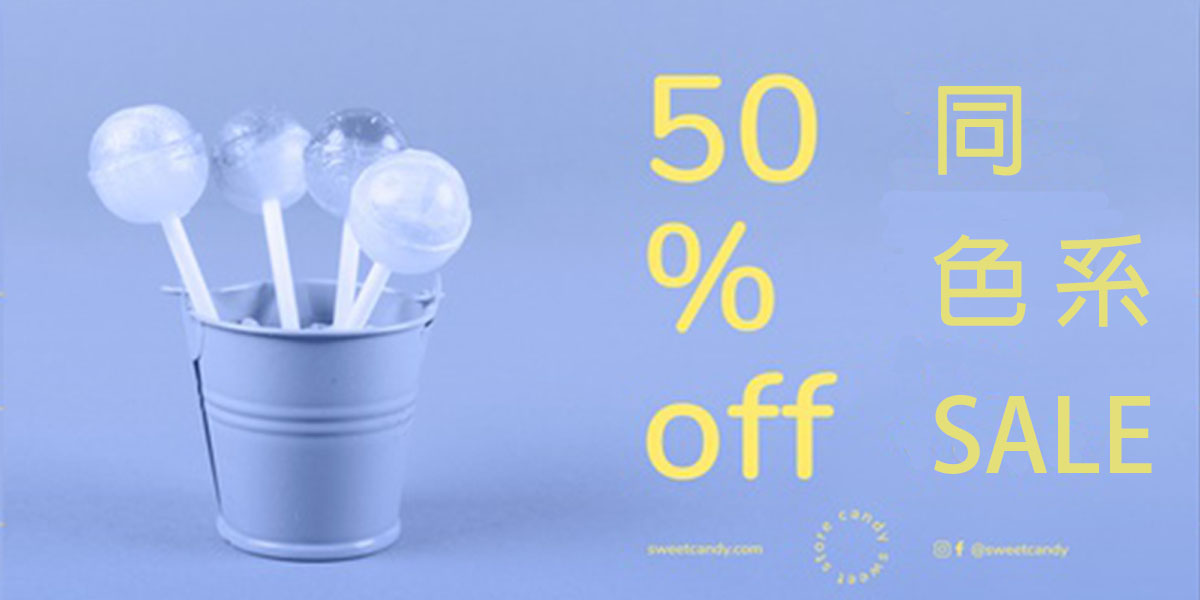 50
%
off
同
色系
SALE
sweetcandy.com
candy sweet store
@sweetcandy